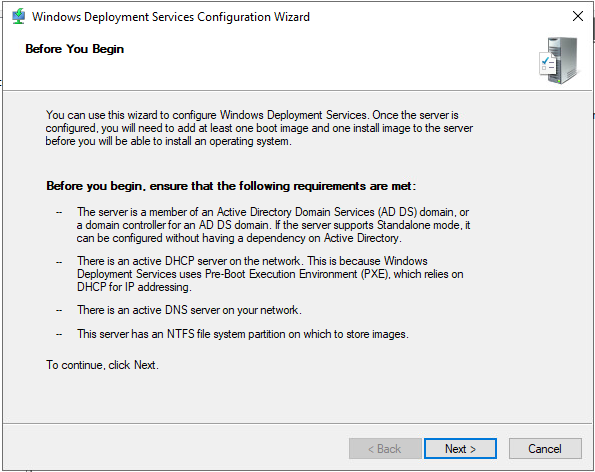 Windows Deployment Services Configuration Wizard
Before You Begin
You can use this wizard to configure Windows Deployment Services. Once the server is
configured, you will need to add at least one boot image and one install image to the server
before you will be able to install an operating system.
Before you begin, ensure that the following requirements are met:
-- The server is a member of an Active Directory Domain Services (AD DS) domain, or
a domain controller for an AD DS domain. If the server supports Standalone mode, it
can be configured without having a dependency on Active Directory.
-- There is an active DHCP server on the network. This is because Windows
Deployment Services uses Pre-Boot Execution Environment (PXE), which relies on
DHCP for IP addressing.
-- There is an active DNS server on your network.
-- This server has an NTFS file system partition on which to store images.
To continue, click Next.
< Back Next > Cancel